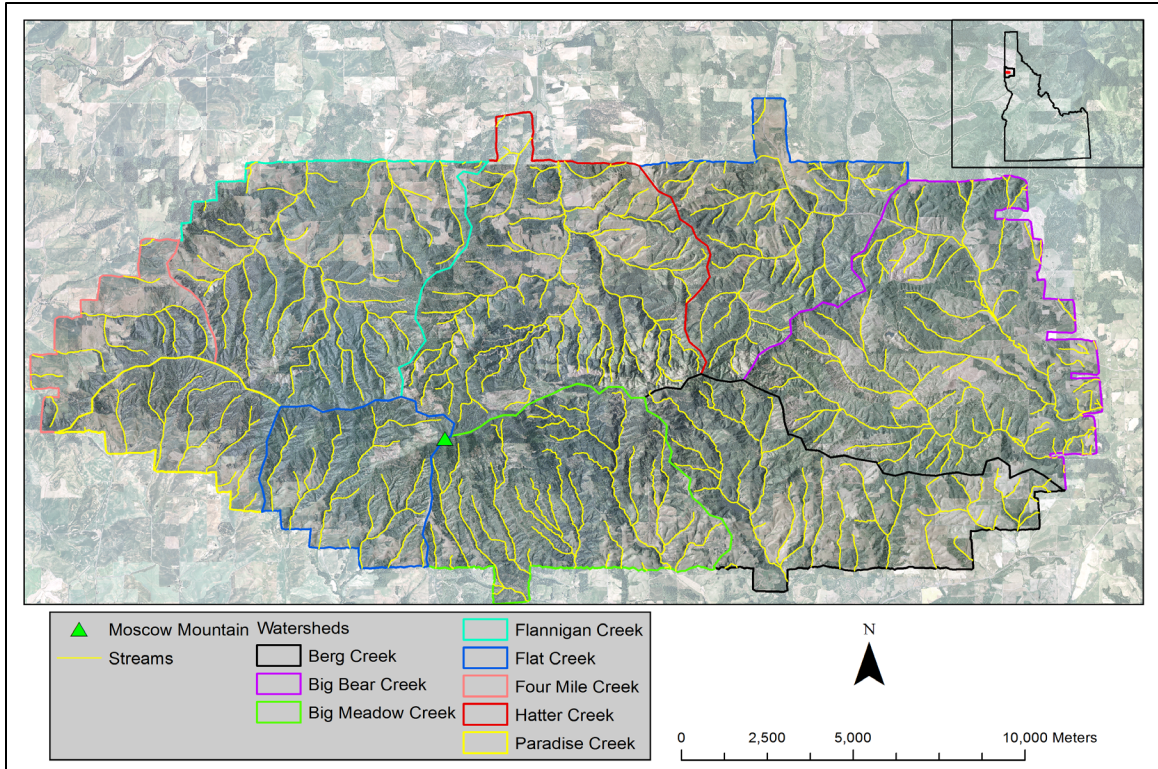 Moscow Mountain
Streams
Watersheds
Berg Creek
Big Bear Creek
Big Meadow Creek
Flannigan Creek
Flat Creek
Four Mile Creek
Hatter Creek
Paradise Creek
N
0 2,500 5,000 10,000 Meters